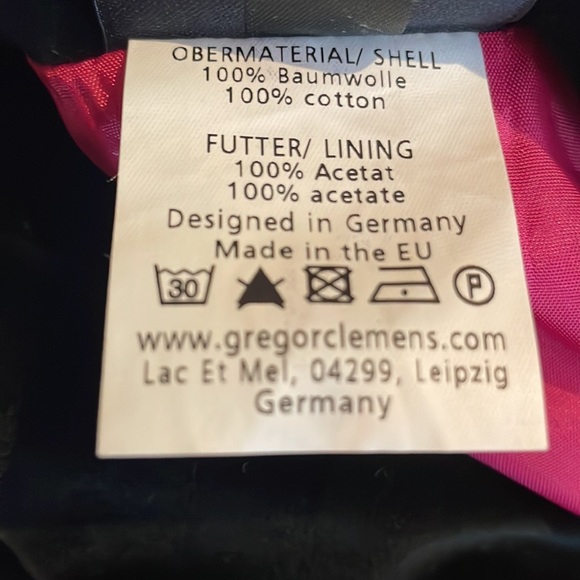 OBERMATERIAL/ SHELL
100% Baumwolle
100% cotton
FUTTER/ LINING
100% Acetat
100% acetate
Designed in Germany
Made in the EU
30 P
www.gregorclemens.com
Lac Et Mel, 04299, Leipzig
Germany